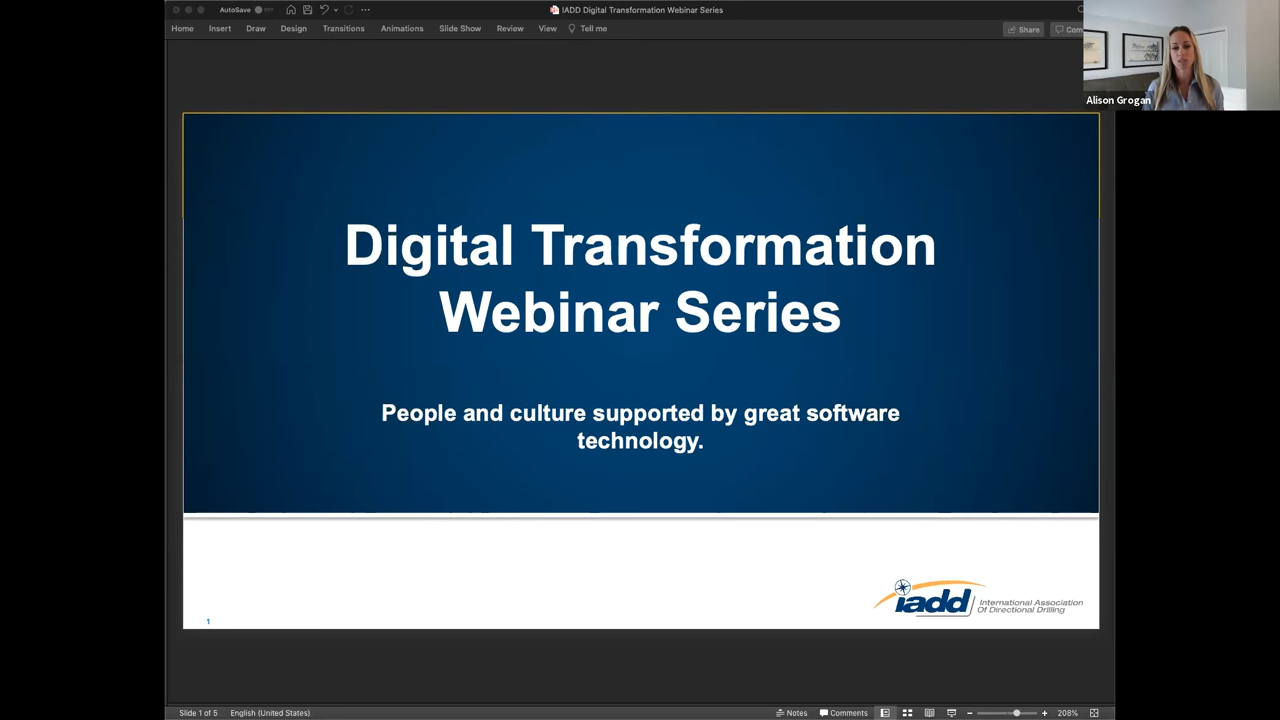 AutoSave OFF
IADD Digital Transformation Webinar Series
Home Insert Draw Design Transitions Animations Slide Show Review View Tell me
Share
Alison Grogan
Digital Transformation
Webinar Series
People and culture supported by great software
technology.
iadd
International Association
Of Directional Drilling
1
Slide 1 of 5 English (United States) Notes Comments 208%